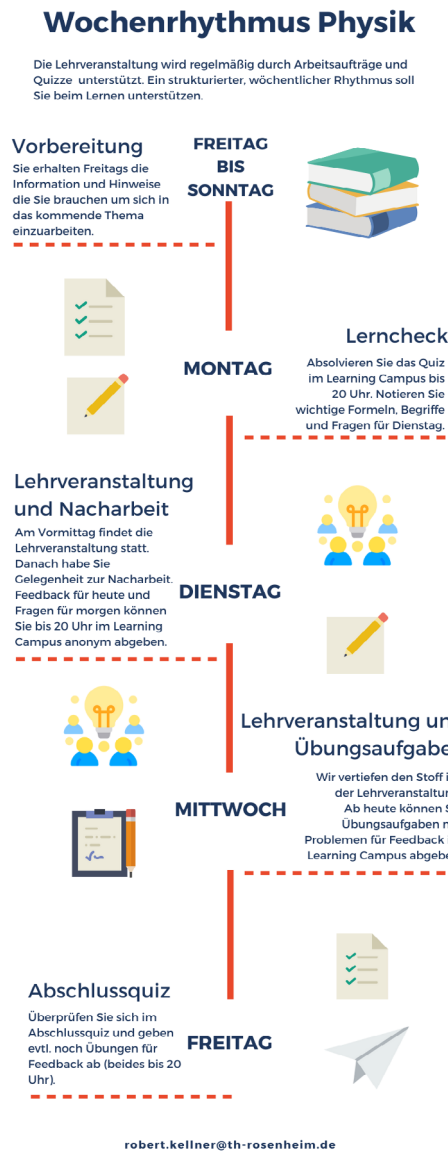 Wochenrhythmus Physik
Die Lehrveranstaltung wird regelmäßig durch Arbeitsaufträge und
Quizze unterstützt. Ein strukturierter, wöchentlicher Rhythmus soll
Sie beim Lernen unterstützen.
Vorbereitung
Sie erhalten Freitags die
Information und Hinweise
die Sie brauchen um sich in
das kommende Thema
einzuarbeiten.
FREITAG
BIS
SONNTAG
MONTAG
Lerncheck
Absolvieren Sie das Quiz
im Learning Campus bis
20 Uhr. Notieren Sie
wichtige Formeln, Begriffe
und Fragen für Dienstag.
Lehrveranstaltung
und Nacharbeit
Am Vormittag findet die
Lehrveranstaltung statt.
Danach habe Sie
Gelegenheit zur Nacharbeit.
Feedback für heute und
Fragen für morgen können
Sie bis 20 Uhr im Learning
Campus anonym abgeben.
DIENSTAG
Lehrveranstaltung un
Übungsaufgabe
Wir vertiefen den Stoff i
der Lehrveranstaltun
Ab heute können S
Übungsaufgaben m
Problemen für Feedback
Learning Campus abgebe
MITTWOCH
Abschlussquiz
Überprüfen Sie sich im
Abschlussquiz und geben
evtl. noch Übungen für
Feedback ab (beides bis 20
Uhr).
FREITAG
robert.kellner@th-rosenheim.de